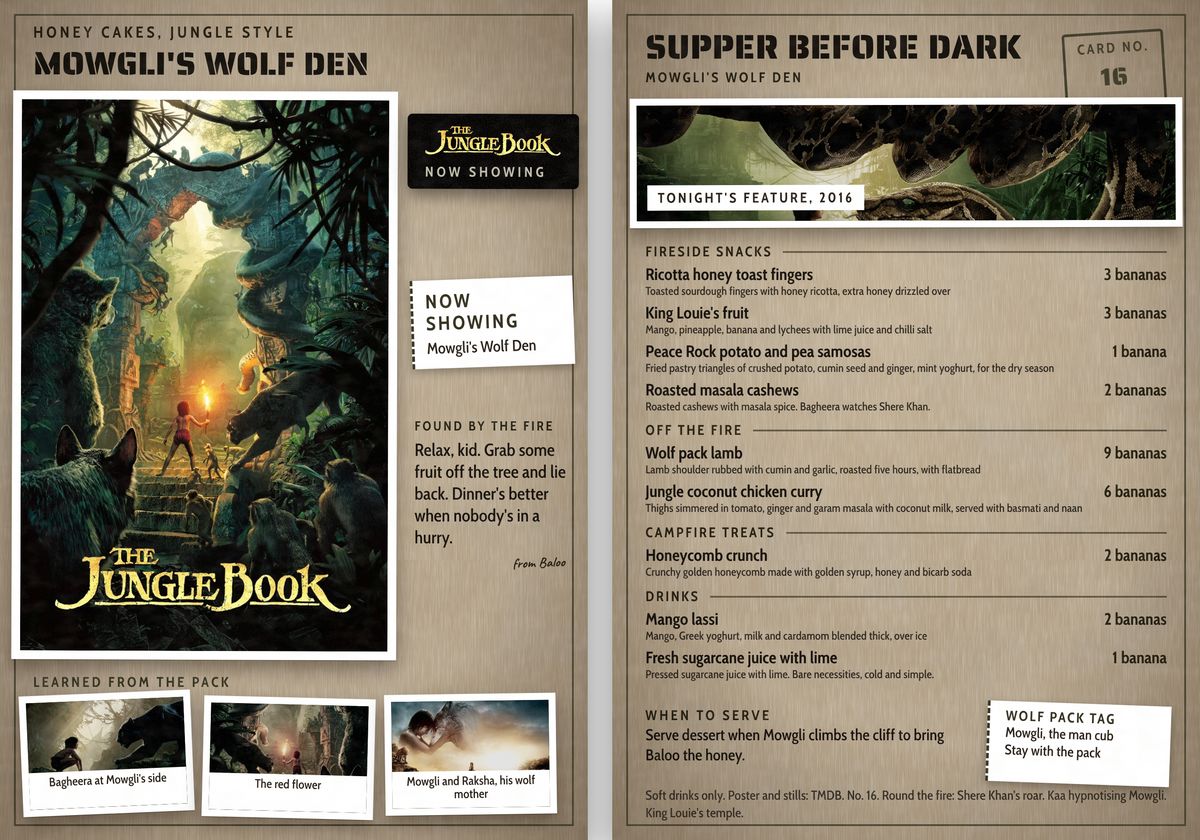 HONEY CAKES, JUNGLE STYLE
MOWGLI'S WOLF DEN
THE
JUNGLE BOOK
NOW SHOWING
NOW
SHOWING
Mowgli's Wolf Den
FOUND BY THE FIRE
Relax, kid. Grab some
fruit off the tree and lie
back. Dinner's better
when nobody's in a
hurry.
from Baloo
THE
JUNGLE BOOK
LEARNED FROM THE PACK
Bagheera at Mowgli's side
The red flower
Mowgli and Raksha, his wolf
mother
SUPPER BEFORE DARK
MOWGLI'S WOLF DEN
CARD NO.
16
TONIGHT'S FEATURE, 2016
FIRESIDE SNACKS
Ricotta honey toast fingers 3 bananas
Toasted sourdough fingers with honey ricotta, extra honey drizzled over
King Louie's fruit 3 bananas
Mango, pineapple, banana and lychees with lime juice and chilli salt
Peace Rock potato and pea samosas 1 banana
Fried pastry triangles of crushed potato, cumin seed and ginger, mint yoghurt, for the dry season
Roasted masala cashews 2 bananas
Roasted cashews with masala spice. Bagheera watches Shere Khan.
OFF THE FIRE
Wolf pack lamb 9 bananas
Lamb shoulder rubbed with cumin and garlic, roasted five hours, with flatbread
Jungle coconut chicken curry 6 bananas
Thighs simmered in tomato, ginger and garam masala with coconut milk, served with basmati and naan
CAMPFIRE TREATS
Honeycomb crunch 2 bananas
Crunchy golden honeycomb made with golden syrup, honey and bicarb soda
DRINKS
Mango lassi 2 bananas
Mango, Greek yoghurt, milk and cardamom blended thick, over ice
Fresh sugarcane juice with lime 1 banana
Pressed sugarcane juice with lime. Bare necessities, cold and simple.
WHEN TO SERVE
Serve dessert when Mowgli climbs the cliff to bring
Baloo the honey.
WOLF PACK TAG
Mowgli, the man cub
Stay with the pack
Soft drinks only. Poster and stills: TMDB. No. 16. Round the fire: Shere Khan's roar. Kaa hypnotising Mowgli.
King Louie's temple.